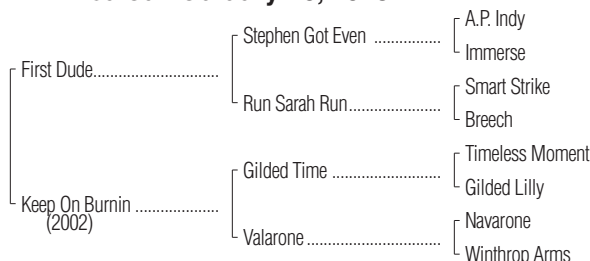 A.P. Indy
Stephen Got Even ................
Immerse
First Dude..............................
Smart Strike
Run Sarah Run......................
Breech
Timeless Moment
Gilded Time ..........................
Gilded Lilly
Keep On Burnin ....................
(2002)
Navarone
Valarone................................
Winthrop Arms